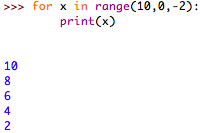 >>> for x in range(10,0,-2):
        print(x)
10
8
6
4
2